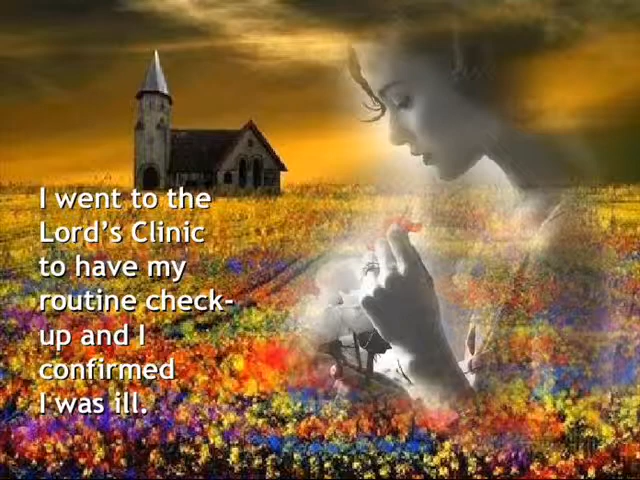 I went to the
Lord's Clinic
to have my
routine check-
up and I
confirmed
I was ill.